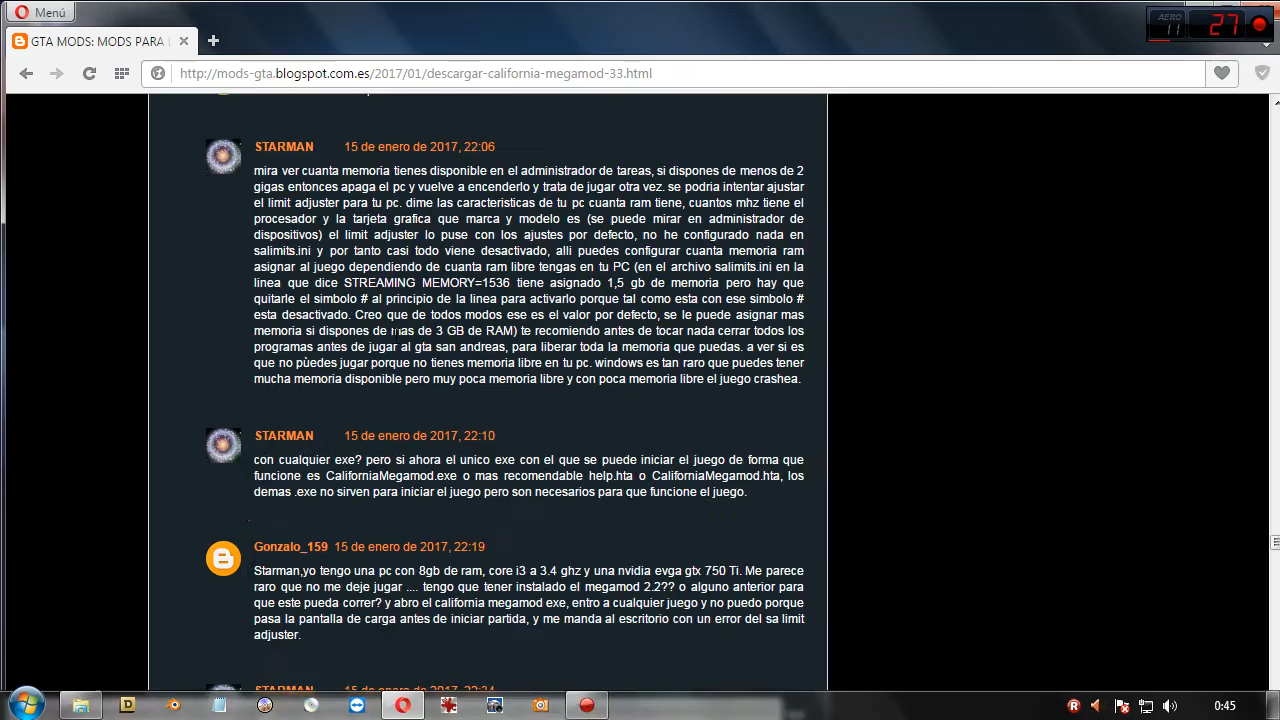 Menú
AERO
11
27
GTA MODS: MODS PARA
http://mods-gta.blogspot.com.es/2017/01/descargar-california-megamod-33.html
STARMAN 15 de enero de 2017, 22:06
mira ver cuanta memoria tienes disponible en el administrador de tareas, si dispones de menos de 2
gigas entonces apaga el pc y vuelve a encenderlo y trata de jugar otra vez. se podria intentar ajustar
el limit adjuster para tu pc. dime las caracteristicas de tu pc cuanta ram tiene, cuantos mhz tiene el
procesador y la tarjeta grafica que marca y modelo es (se puede mirar en administrador de
dispositivos) el limit adjuster lo puse con los ajustes por defecto, no he configurado nada en
salimits.ini y por tanto casi todo viene desactivado, alli puedes configurar cuanta memoria ram
asignar al juego dependiendo de cuanta ram libre tengas en tu PC (en el archivo salimits.ini en la
linea que dice STREAMING MEMORY=1536 tiene asignado 1,5 gb de memoria pero hay que
quitarle el simbolo # al principio de la linea para activarlo porque tal como esta con ese simbolo #
esta desactivado. Creo que de todos modos ese es el valor por defecto, se le puede asignar mas
memoria si dispones de mas de 3 GB de RAM) te recomiendo antes de tocar nada cerrar todos los
programas antes de jugar al gta san andreas, para liberar toda la memoria que puedas. a ver si es
que no pùedes jugar porque no tienes memoria libre en tu pc. windows es tan raro que puedes tener
mucha memoria disponible pero muy poca memoria libre y con poca memoria libre el juego crashea.
STARMAN 15 de enero de 2017, 22:10
con cualquier exe? pero si ahora el unico exe con el que se puede iniciar el juego de forma que
funcione es CaliforniaMegamod.exe o mas recomendable help.hta o CaliforniaMegamod.hta, los
demas .exe no sirven para iniciar el juego pero son necesarios para que funcione el juego.
Gonzalo_159 15 de enero de 2017, 22:19
Starman,yo tengo una pc con 8gb de ram, core i3 a 3.4 ghz y una nvidia evga gtx 750 Ti. Me parece
raro que no me deje jugar .... tengo que tener instalado el megamod 2.2?? o alguno anterior para
que este pueda correr? y abro el california megamod exe, entro a cualquier juego y no puedo porque
pasa la pantalla de carga antes de iniciar partida, y me manda al escritorio con un error del sa limit
adjuster.
STARMAN 15 de enero de 2017, 22:24
0:45